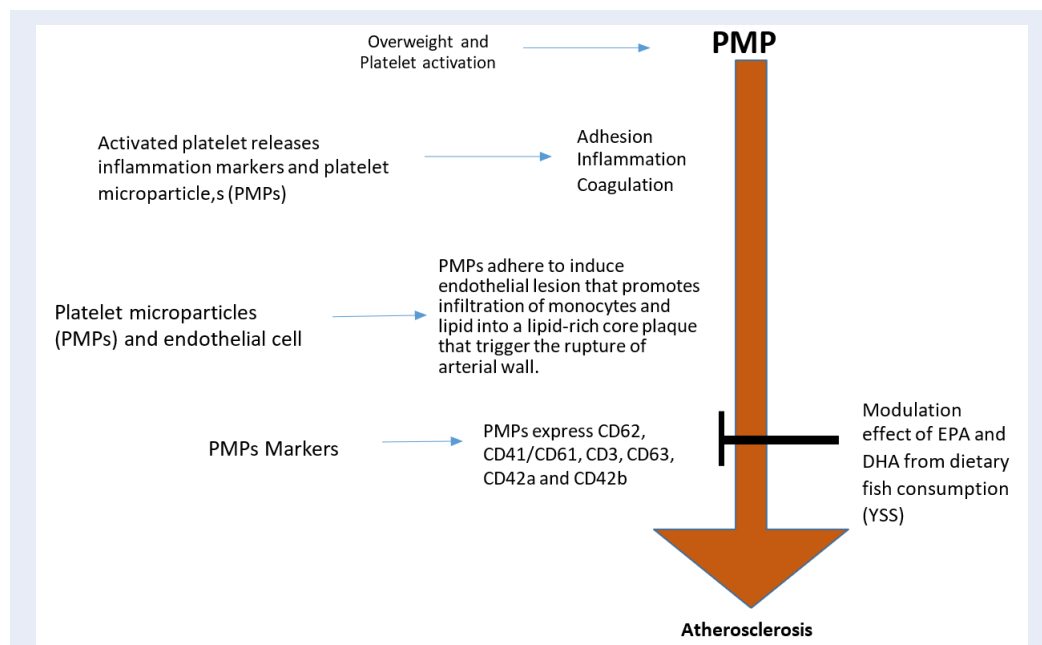 Overweight and
Platelet activation
PMP
Activated platelet releases
inflammation markers and platelet
microparticle,s (PMPs)
Adhesion
Inflammation
Coagulation
Platelet microparticles
(PMPs) and endothelial cell
PMPs adhere to induce
endothelial lesion that promotes
infiltration of monocytes and
lipid into a lipid-rich core plaque
that trigger the rupture of
arterial wall.
PMPs Markers
PMPs express CD62,
CD41/CD61, CD3, CD63,
CD42a and CD42b
Modulation
effect of EPA and
DHA from dietary
fish consumption
(YSS)
Atherosclerosis